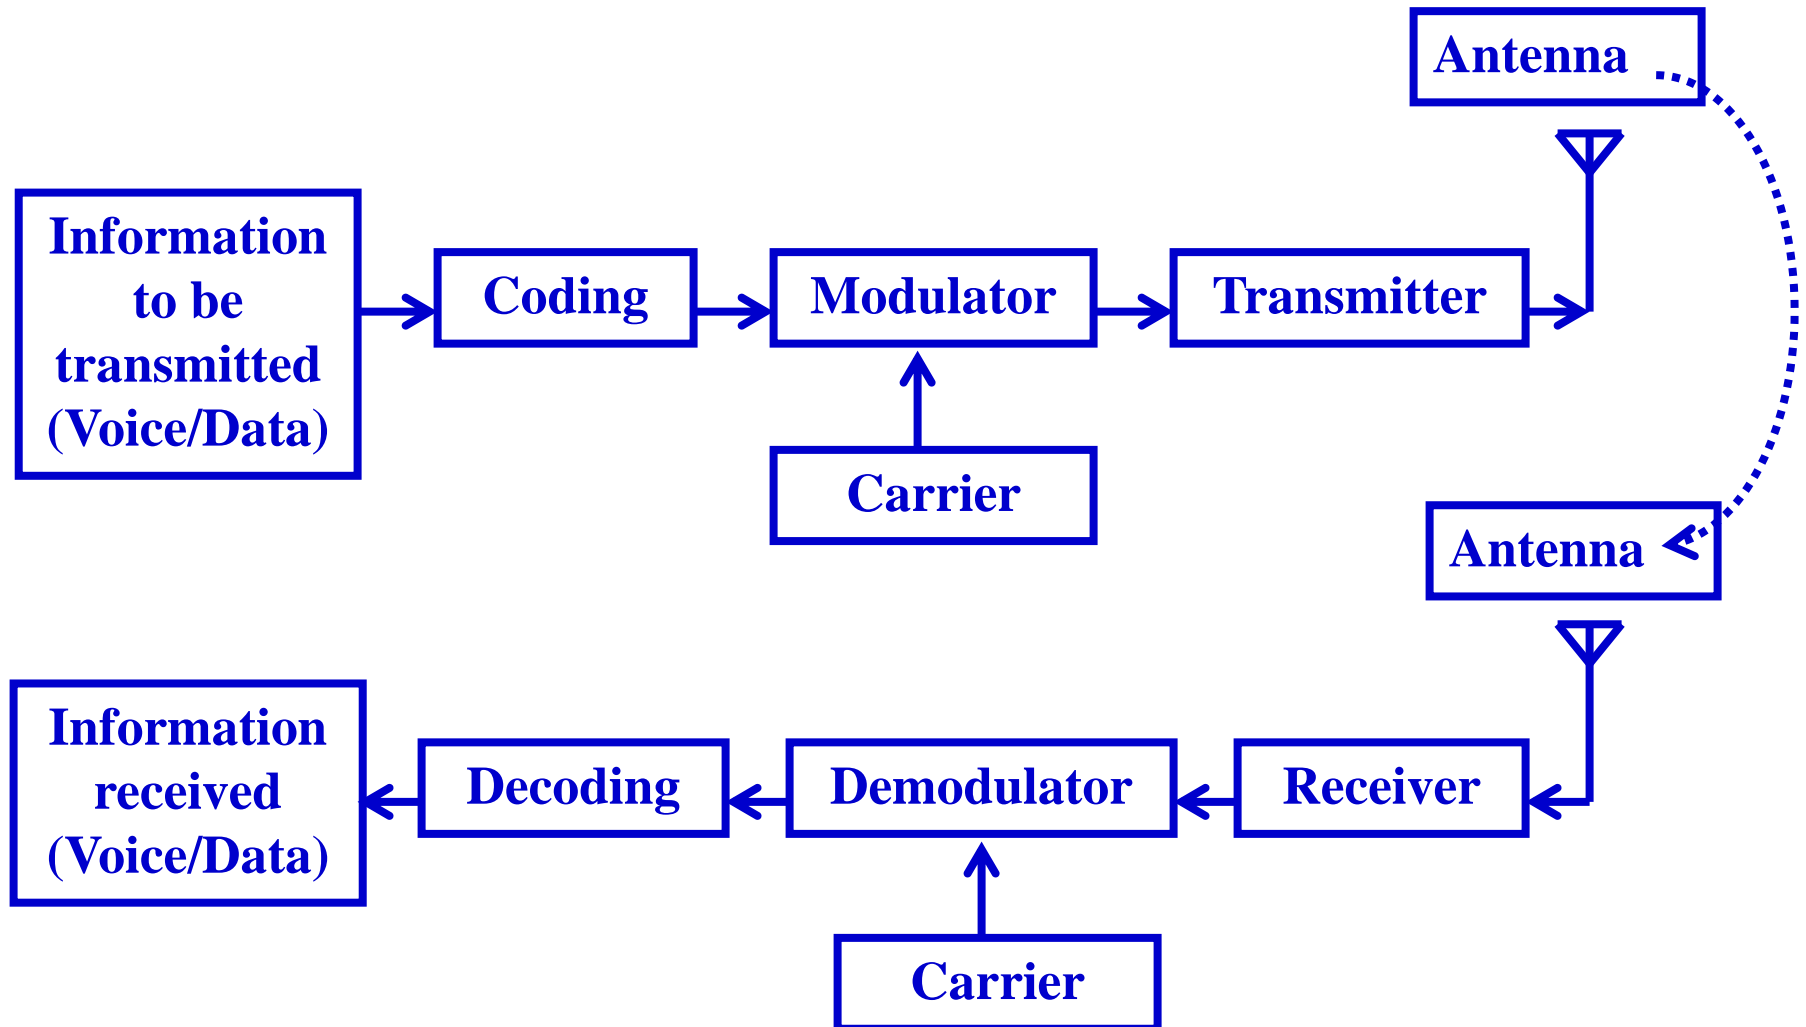 Antenna
Information
to be
transmitted
(Voice/Data)
Coding
Modulator
Transmitter
Carrier
Antenna
Information
received
(Voice/Data)
Decoding
Demodulator
Receiver
Carrier